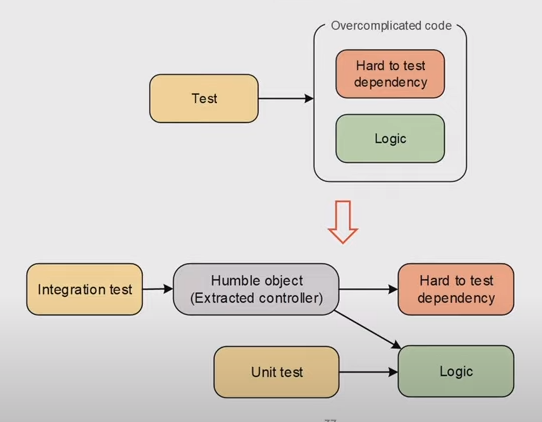 Overcomplicated code
Hard to test
dependency
Test
Logic
Humble object
(Extracted controller)
Integration test
Hard to test
dependency
Unit test
Logic